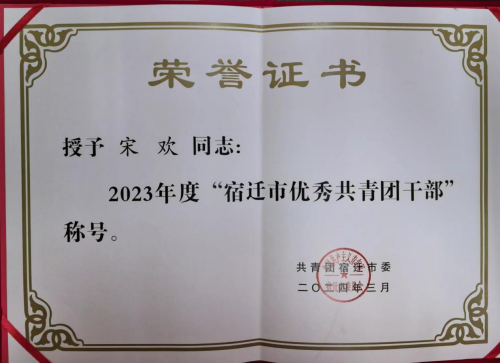 荣誉证书
授予 宋 欢 同志：
2023年度“宿迁市优秀共青团干部”
称号。
共青团宿迁市委
二〇二四年三月